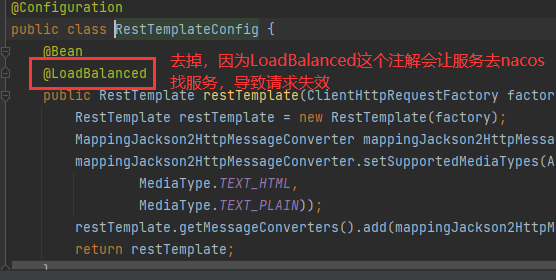 @Configuration
public class RestTemplateConfig {
@Bean
@LoadBalanced
去掉，因为LoadBalanced这个注解会让服务去nacos
找服务，导致请求失效
public RestTemplate restTemplate(ClientHttpRequestFactory factor
RestTemplate restTemplate = new RestTemplate(factory);
MappingJackson2HttpMessageConverter mappingJackson2HttpMessa
mappingJackson2HttpMessageConverter.setSupportedMediaTypes(A
MediaType.TEXT_HTML,
MediaType.TEXT_PLAIN));
restTemplate.getMessageConverters().add(mappingJackson2HttpM
return restTemplate;
}